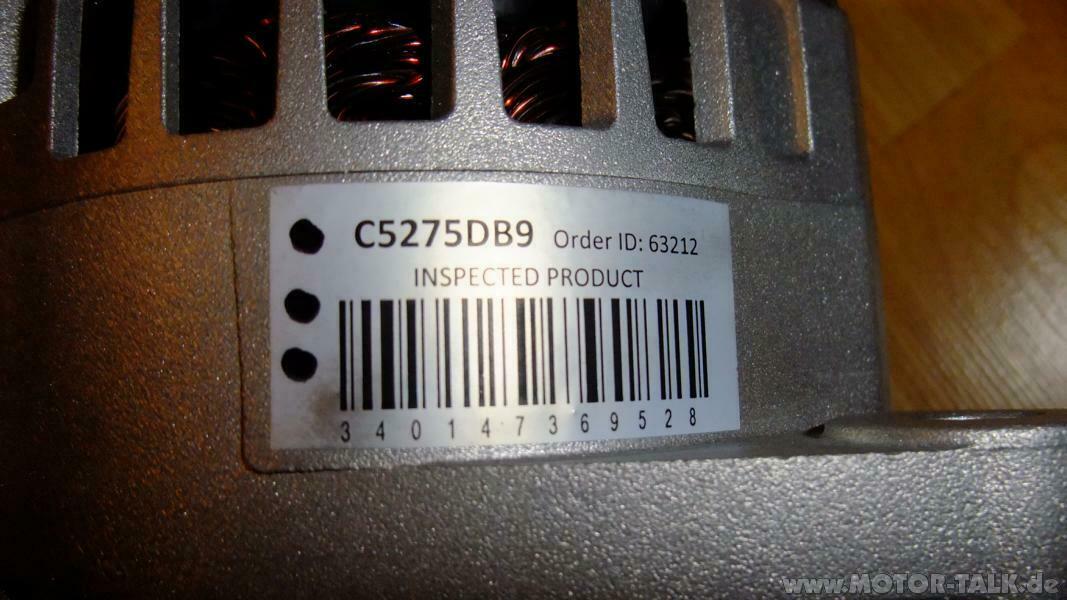 C5275DB9 Order ID: 63212
INSPECTED PRODUCT
3 4 0 1 4 7 3 6 9 5 2 8
www.MOTOR-TALK.de